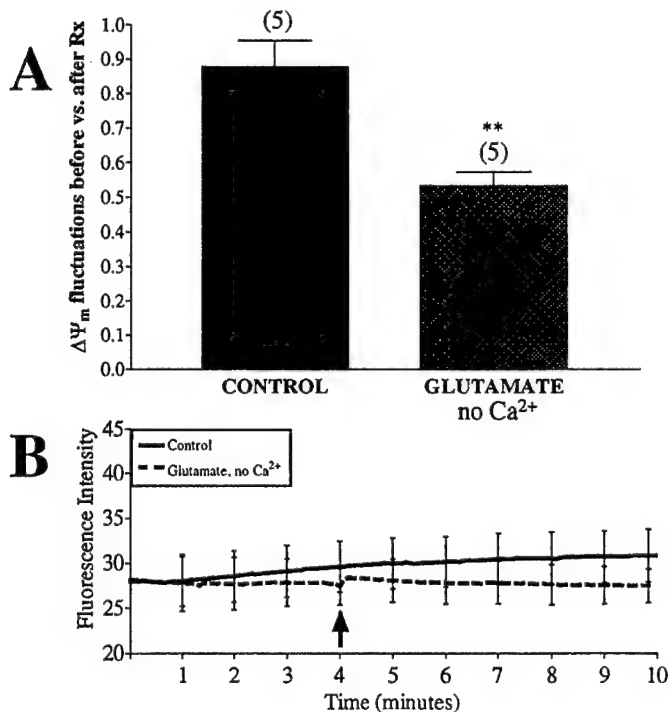 A
ΔΨm fluctuations before vs. after Rx
1.0
0.9
0.8
0.7
0.6
0.5
0.4
0.3
0.2
0.1
0.0
(5)
**
(5)
CONTROL
GLUTAMATE
no Ca2+
B
Fluorescence Intensity
45
40
35
30
25
20
Control
Glutamate, no Ca2+
1 2 3 4 5 6 7 8 9 10
Time (minutes)